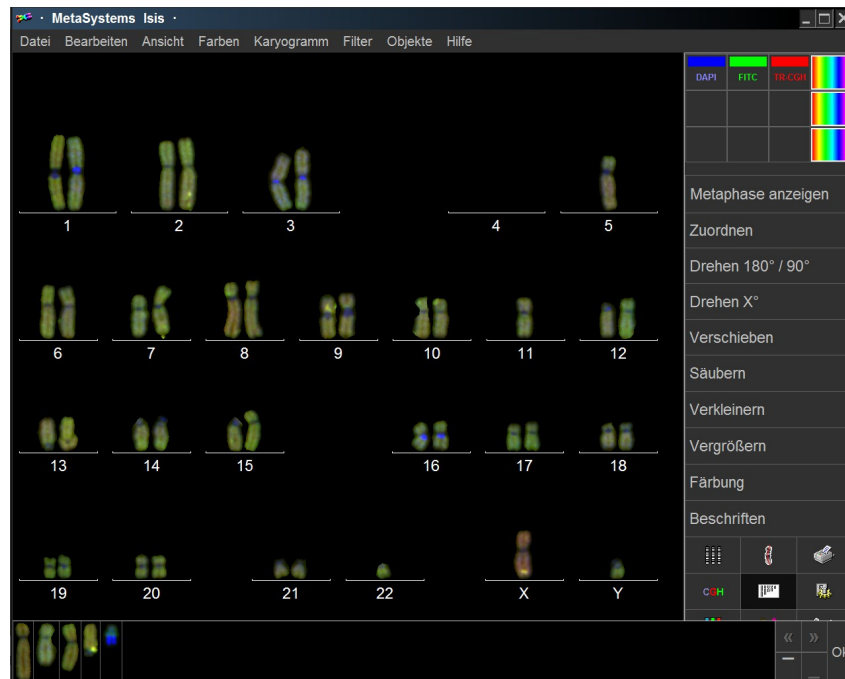 · MetaSystems Isis ·
Datei Bearbeiten Ansicht Farben Karyogramm Filter Objekte Hilfe
DAPI FITC TR.CGH
1 2 3 4 5
6 7 8 9 10 11 12
13 14 15 16 17 18
19 20 21 22 X Y
Metaphase anzeigen
Zuordnen
Drehen 180° / 90°
Drehen X°
Verschieben
Säubern
Verkleinern
Vergrößern
Färbung
Beschriften
CGH
« »